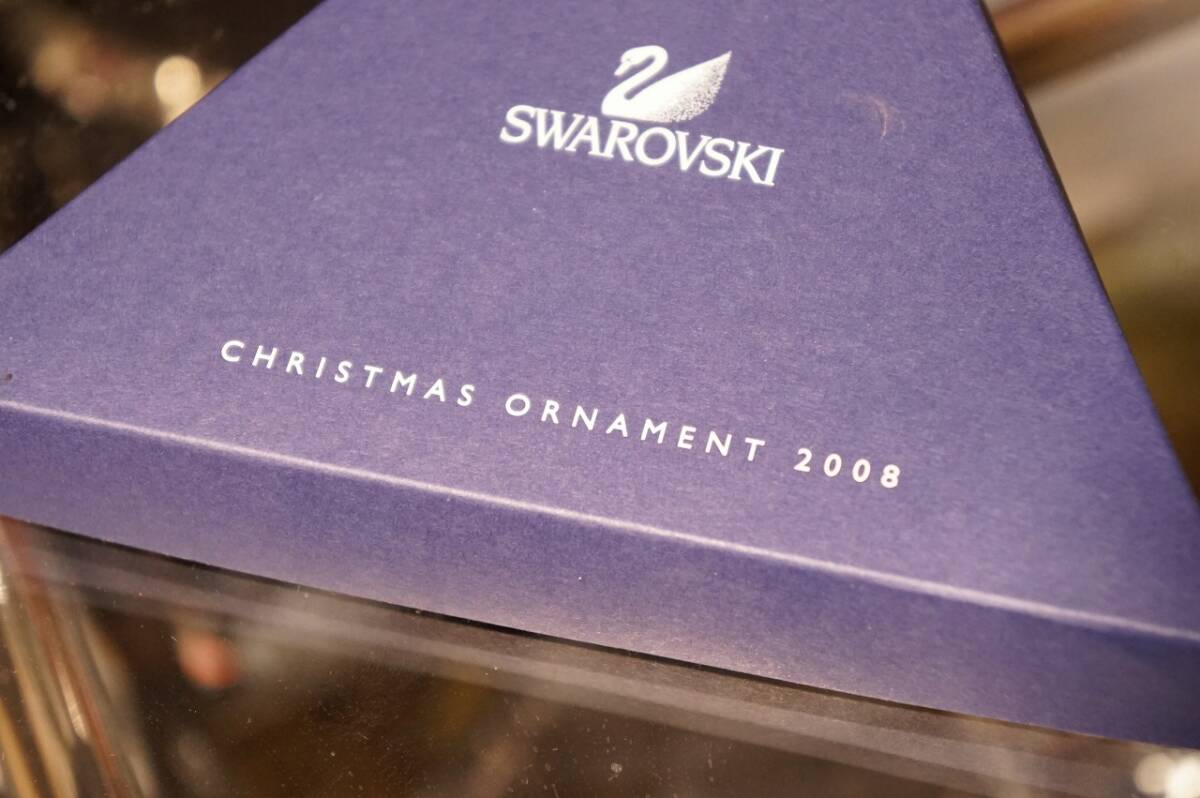 SWAROVSKI
CHRISTMAS ORNAMENT 2008